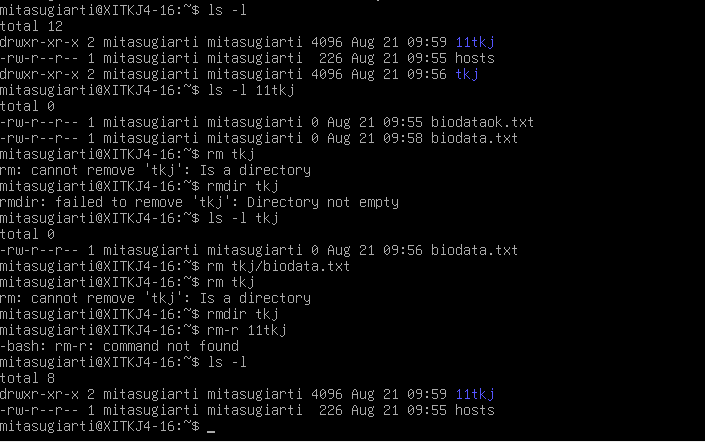 mitasugiarti@XITKJ4-16:~$ ls -l
total 12
drwxr-xr-x 2 mitasugiarti mitasugiarti 4096 Aug 21 09:59 11tkj
-rw-r--r-- 1 mitasugiarti mitasugiarti  226 Aug 21 09:55 hosts
drwxr-xr-x 2 mitasugiarti mitasugiarti 4096 Aug 21 09:56 tkj
mitasugiarti@XITKJ4-16:~$ ls -l 11tkj
total 0
-rw-r--r-- 1 mitasugiarti mitasugiarti 0 Aug 21 09:55 biodataok.txt
-rw-r--r-- 1 mitasugiarti mitasugiarti 0 Aug 21 09:58 biodata.txt
mitasugiarti@XITKJ4-16:~$ rm tkj
rm: cannot remove 'tkj': Is a directory
mitasugiarti@XITKJ4-16:~$ rmdir tkj
rmdir: failed to remove 'tkj': Directory not empty
mitasugiarti@XITKJ4-16:~$ ls -l tkj
total 0
-rw-r--r-- 1 mitasugiarti mitasugiarti 0 Aug 21 09:56 biodata.txt
mitasugiarti@XITKJ4-16:~$ rm tkj/biodata.txt
mitasugiarti@XITKJ4-16:~$ rm tkj
rm: cannot remove 'tkj': Is a directory
mitasugiarti@XITKJ4-16:~$ rmdir tkj
mitasugiarti@XITKJ4-16:~$ rm-r 11tkj
-bash: rm-r: command not found
mitasugiarti@XITKJ4-16:~$ ls -l
total 8
drwxr-xr-x 2 mitasugiarti mitasugiarti 4096 Aug 21 09:59 11tkj
-rw-r--r-- 1 mitasugiarti mitasugiarti  226 Aug 21 09:55 hosts
mitasugiarti@XITKJ4-16:~$ _